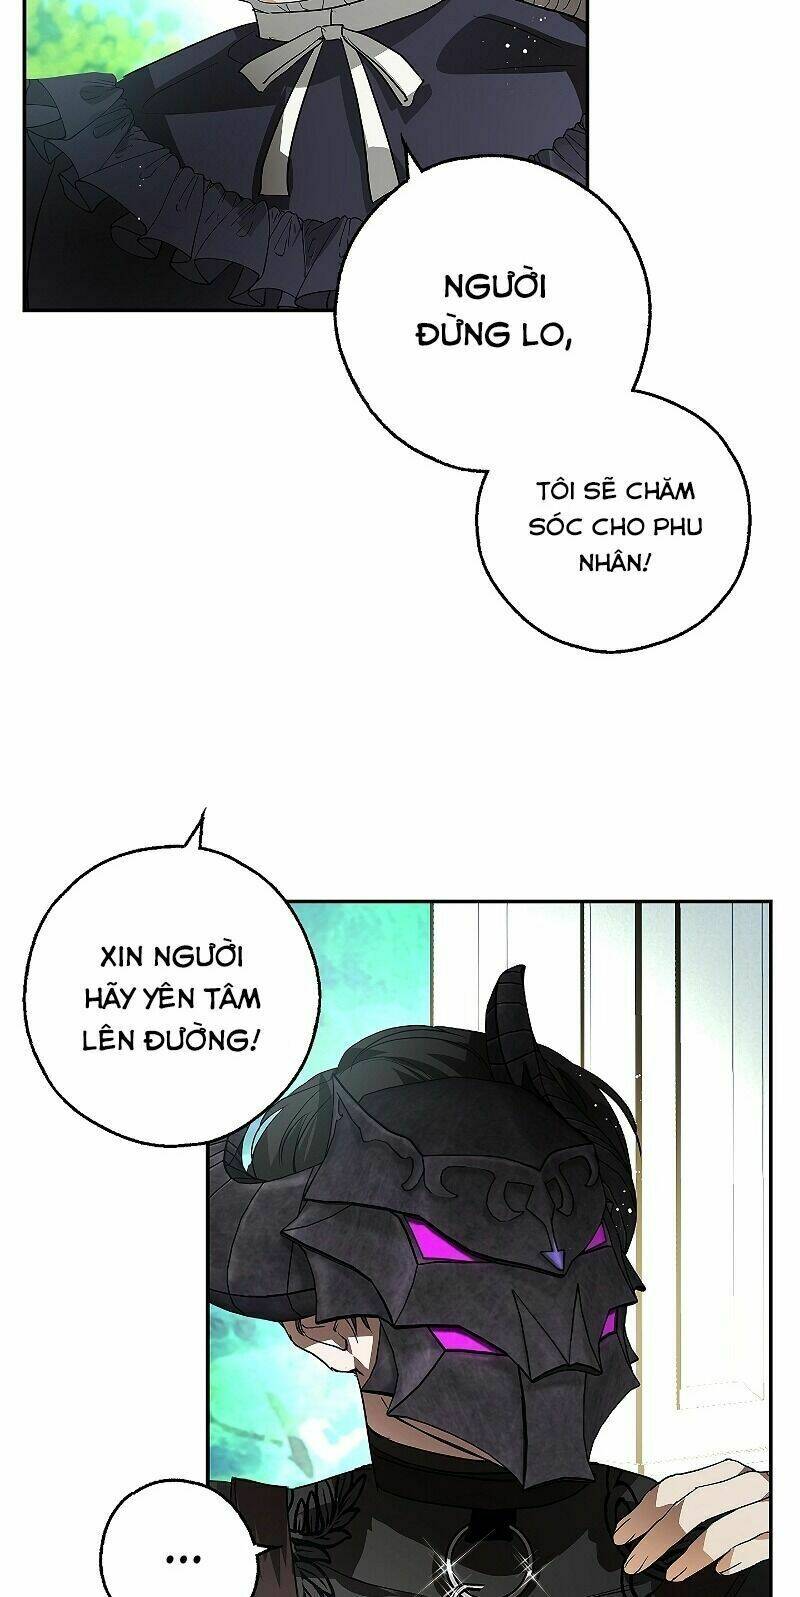 NGƯỜI
ĐỪNG LO,
TÔI SẼ CHĂM
SÓC CHO PHU
NHÂN!
XIN NGƯỜI
HÃY YÊN TÂM
LÊN ĐƯỜNG!
...